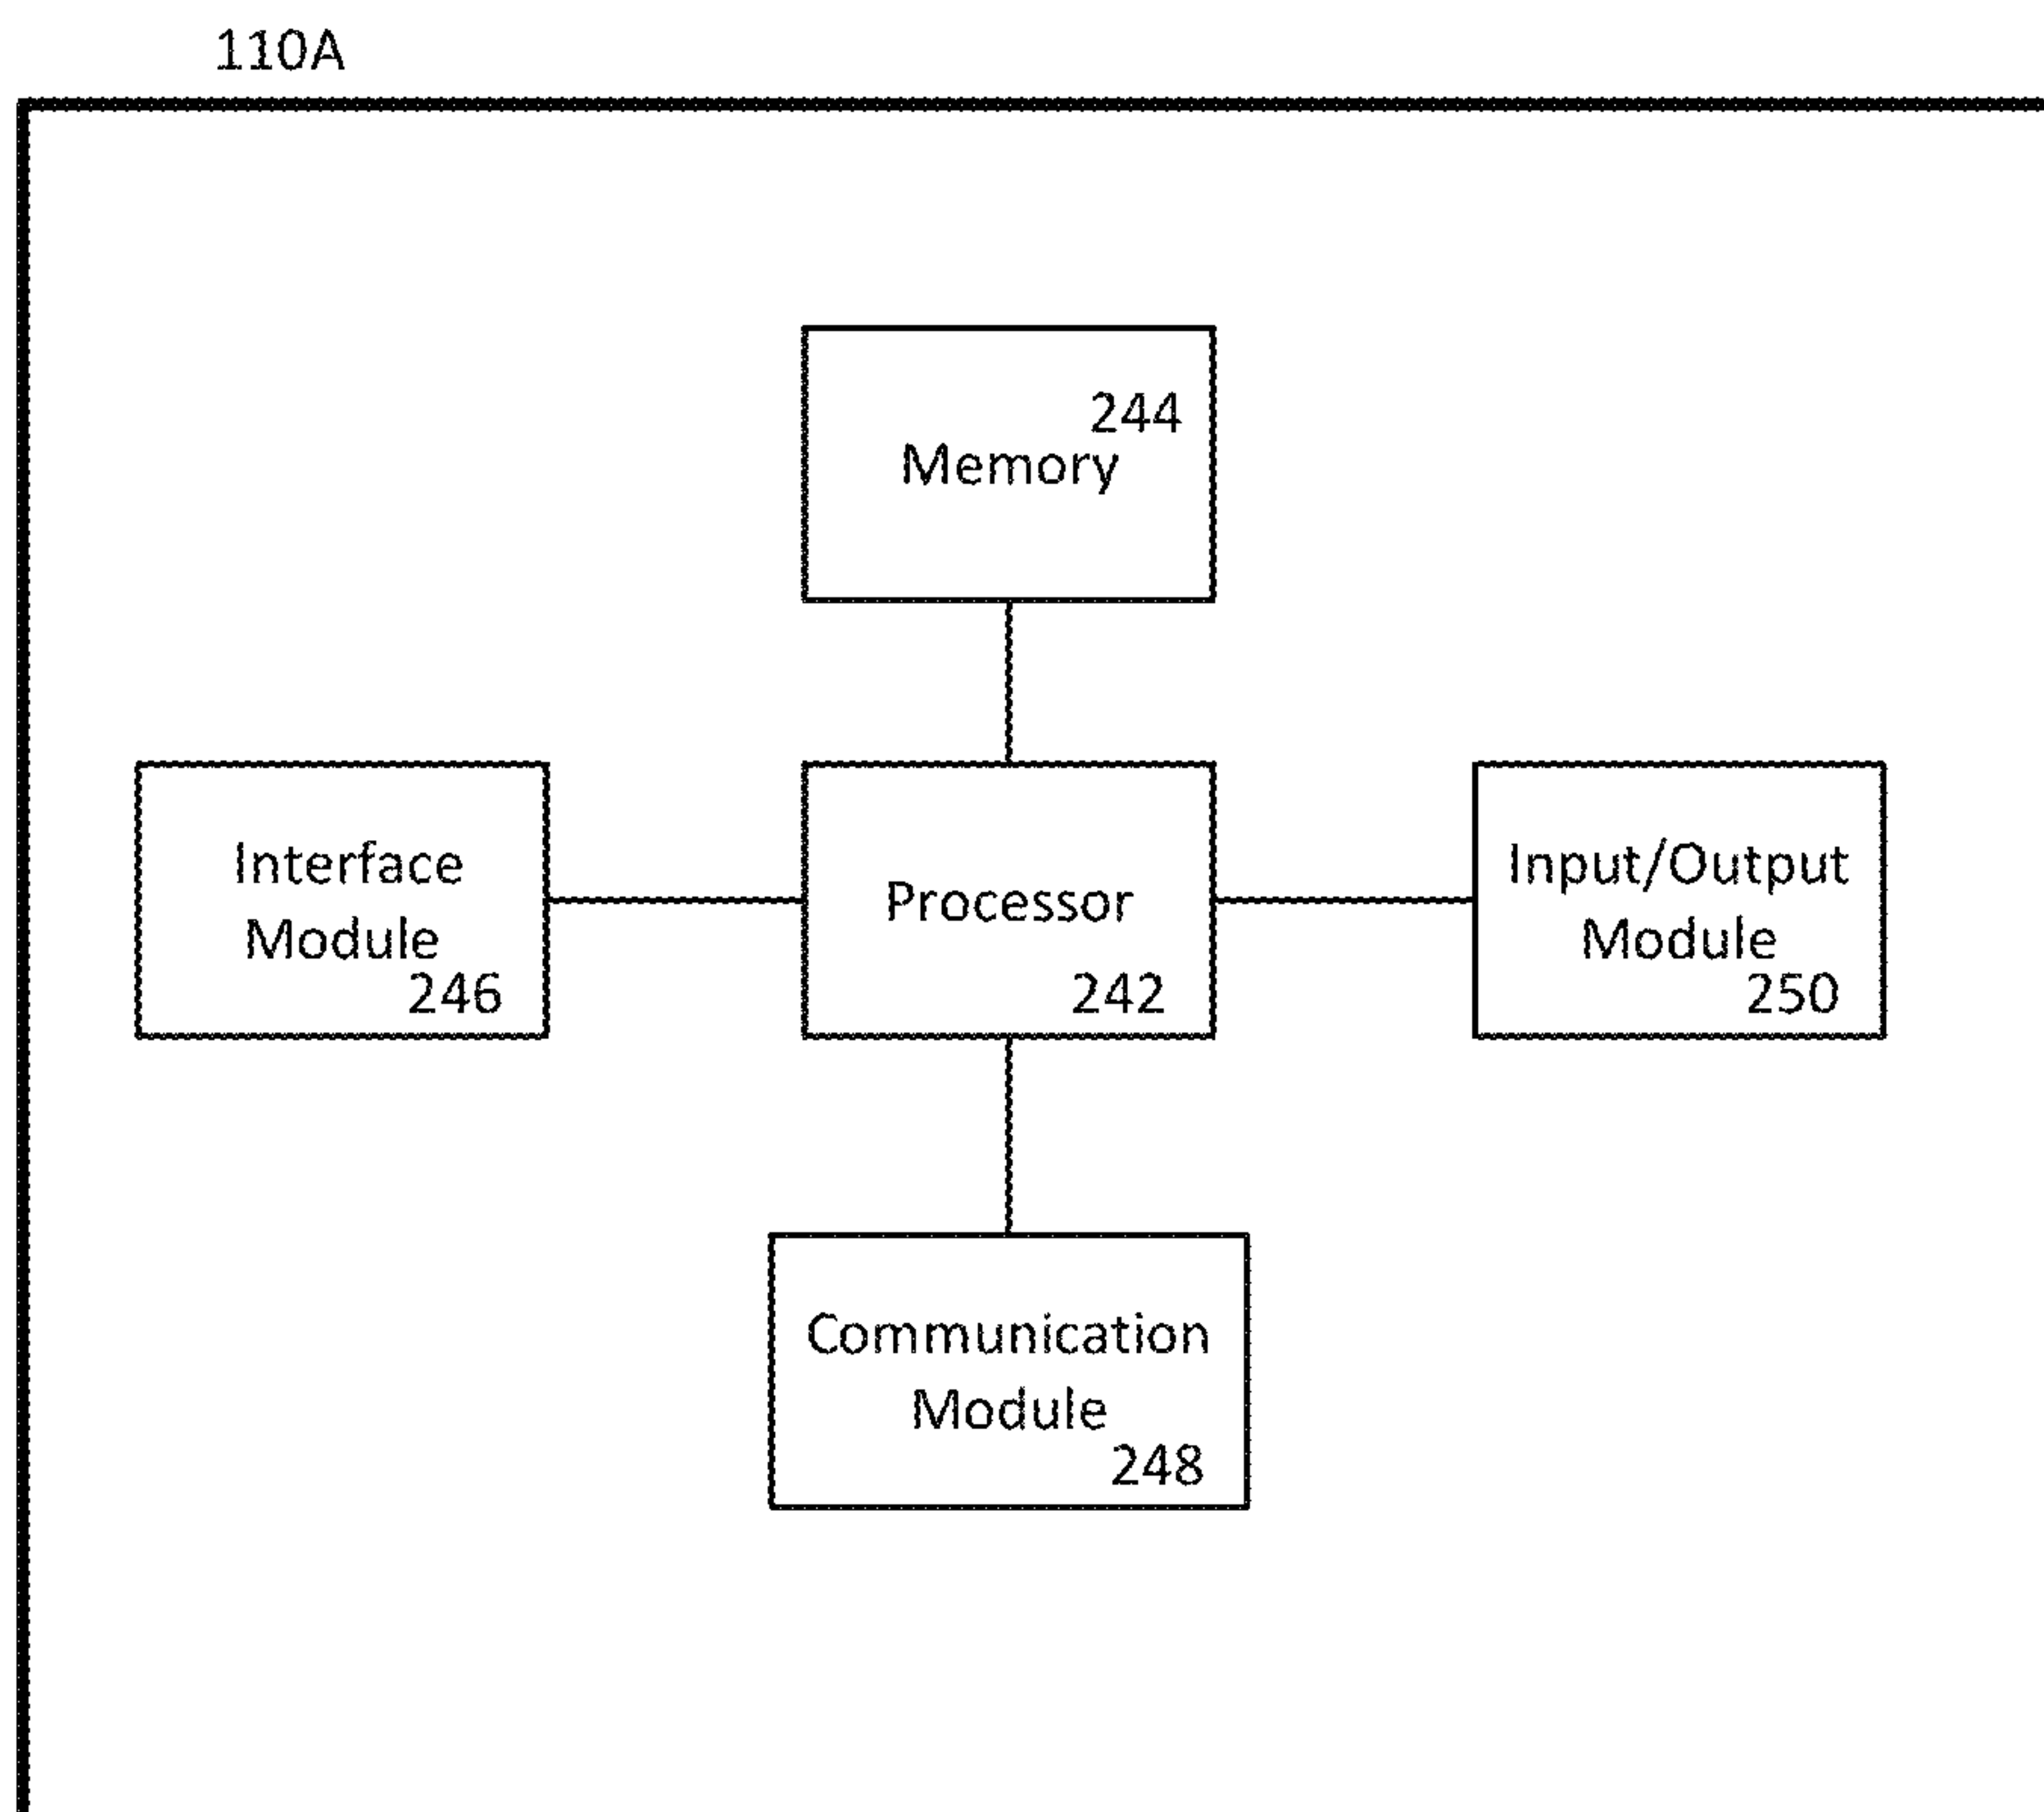 110A
244
Memory
Interface
Module
246
Processor
242
Input/Output
Module
250
Communication
Module
248